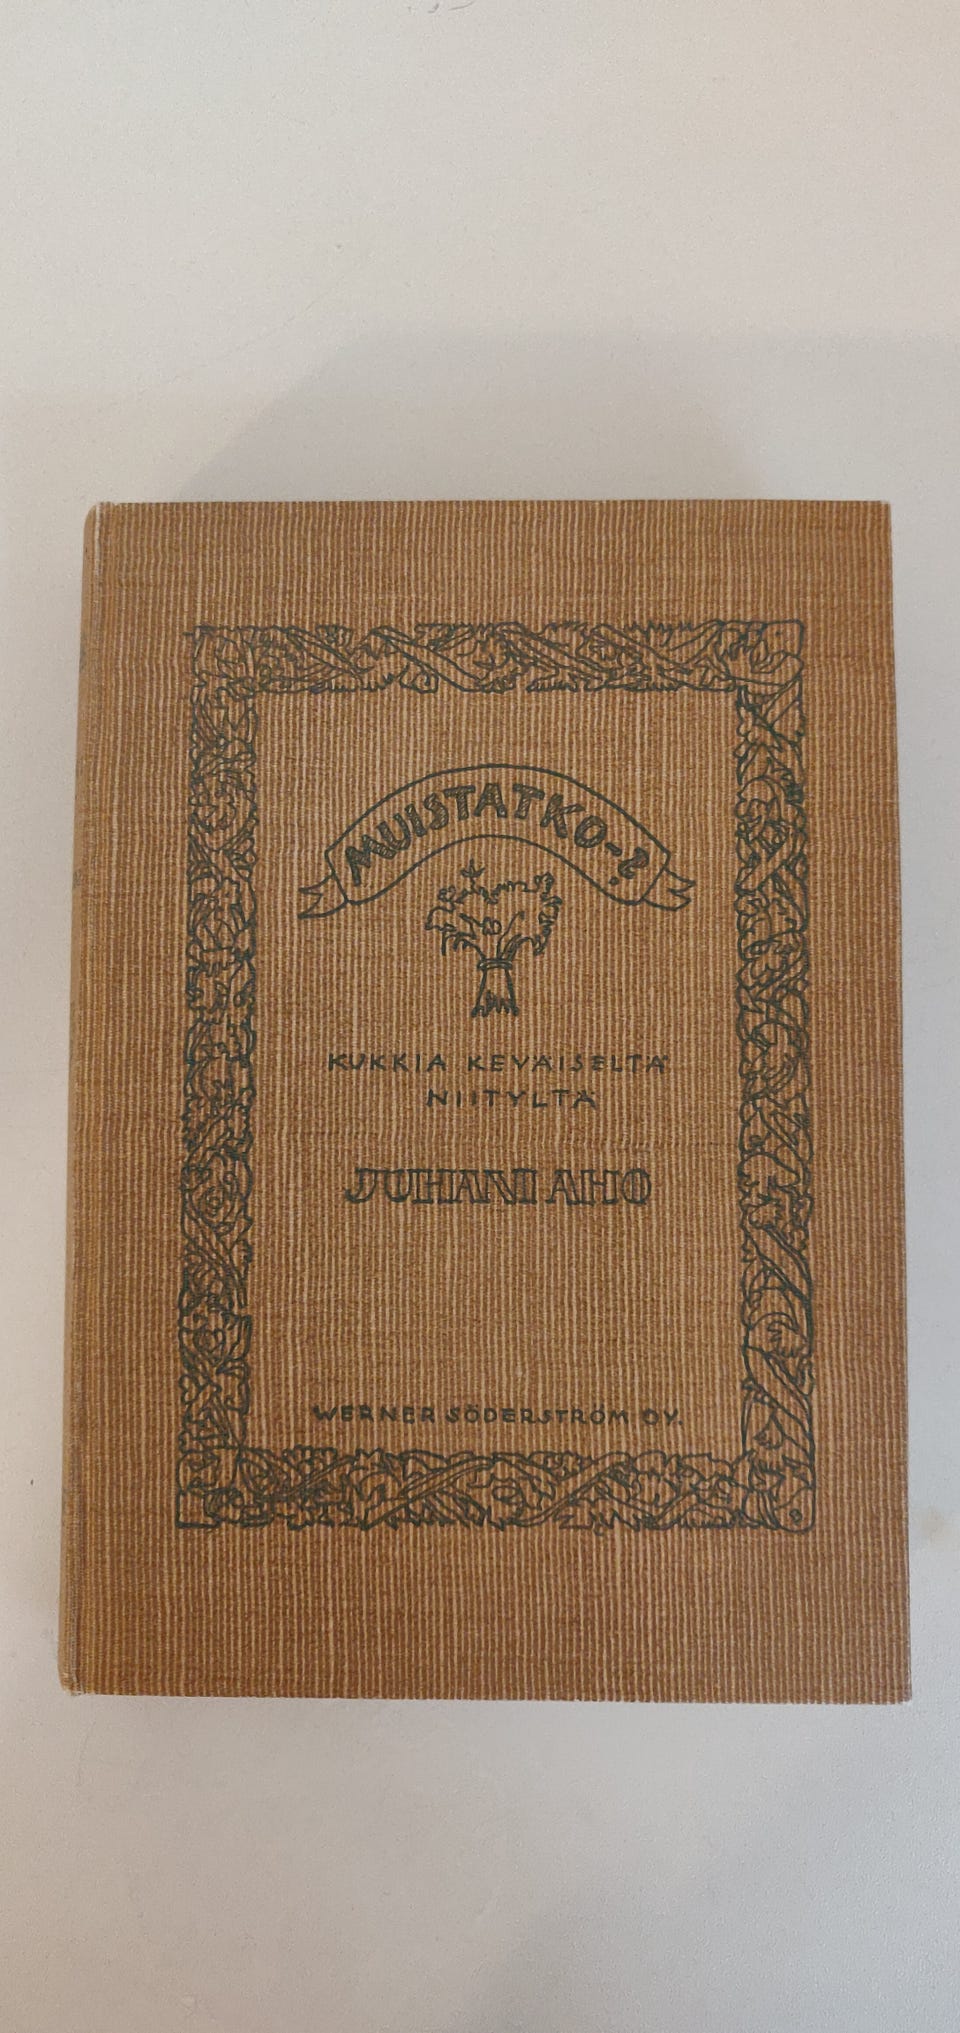 MUISTATKO-?
KUKKIA KEVÄISELTÄ
NIITYLTÄ
JUHANI AHO
WERNER SÖDERSTRÖM OY.